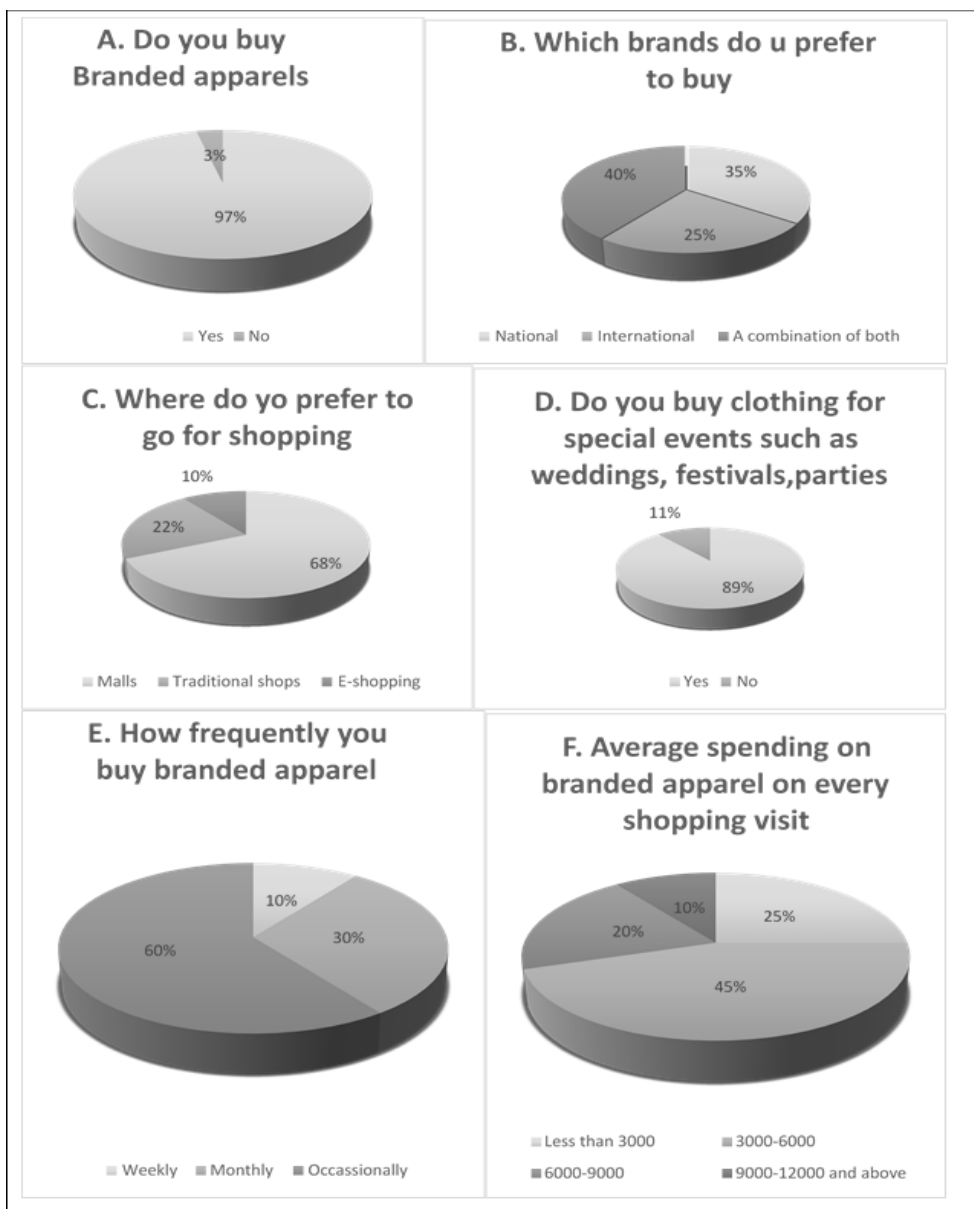 A. Do you buy
Branded apparels
3%
97%
Yes No
B. Which brands do u prefer
to buy
40%
35%
25%
National International A combination of both
C. Where do yo prefer to
go for shopping
10%
22%
68%
Malls Traditional shops E-shopping
D. Do you buy clothing for
special events such as
weddings, festivals,parties
11%
89%
Yes No
E. How frequently you
buy branded apparel
10%
30%
60%
Weekly Monthly Occassionally
F. Average spending on
branded apparel on every
shopping visit
10%
25%
20%
45%
Less than 3000 3000-6000
6000-9000 9000-12000 and above